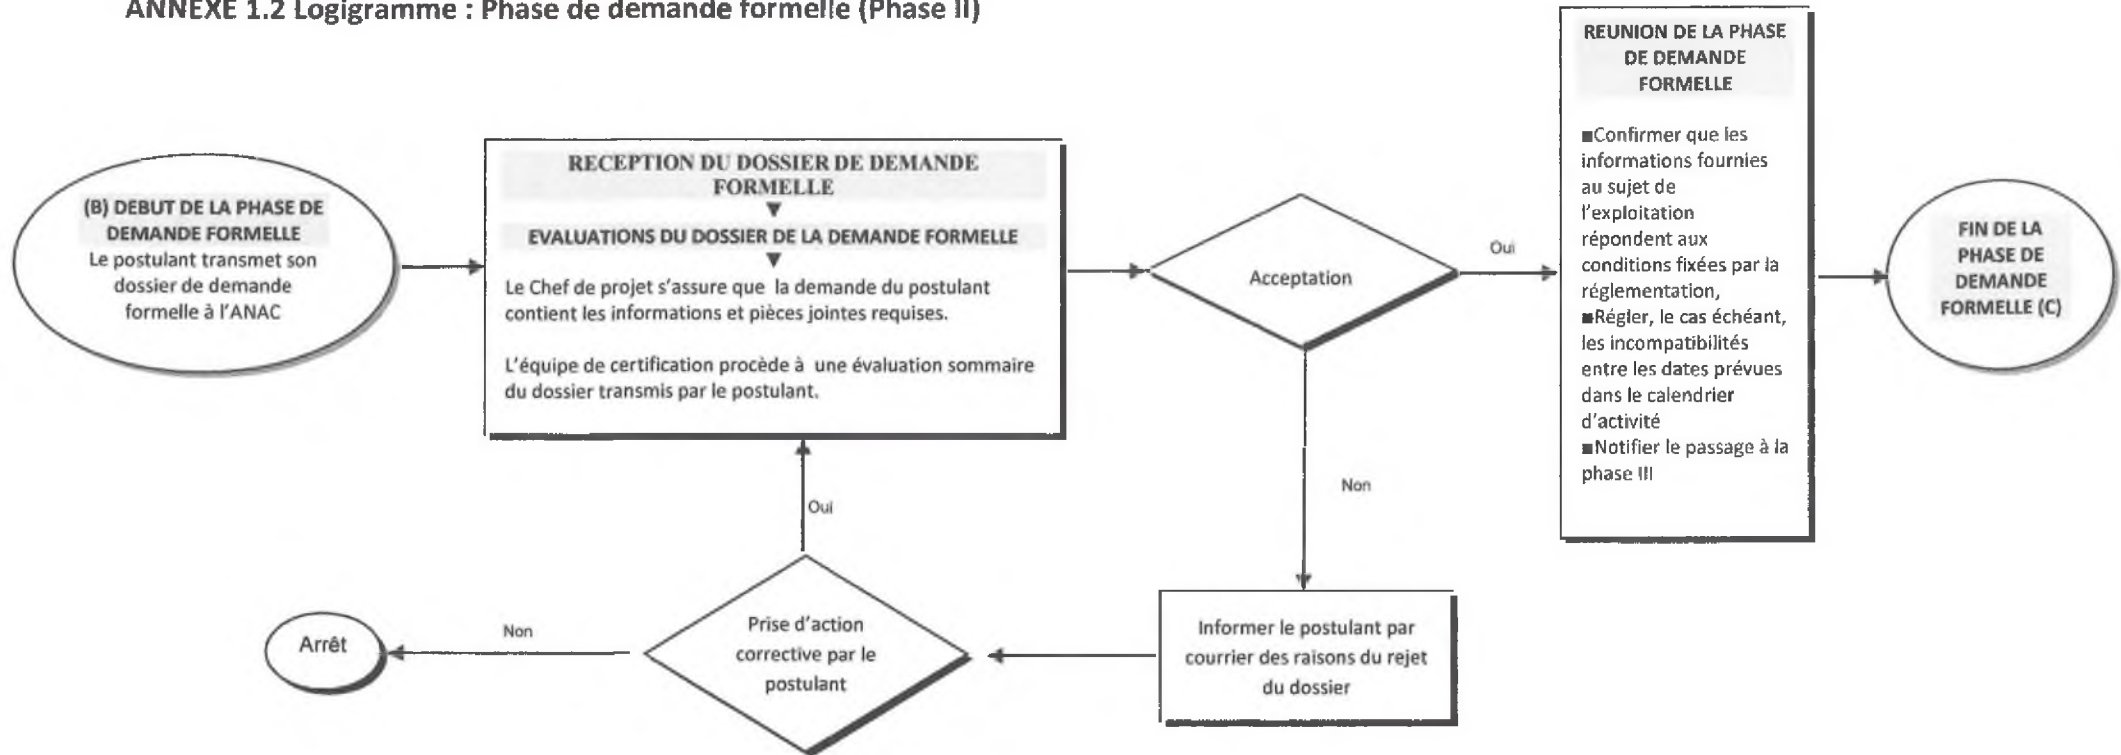 ANNEXE 1.2 Logigramme : Phase de demande formelle (Phase II)
(B) DEBUT DE LA PHASE DE
DEMANDE FORMELLE
Le postulant transmet son
dossier de demande
formelle à l'ANAC
RECEPTION DU DOSSIER DE DEMANDE
FORMELLE
▼
EVALUATIONS DU DOSSIER DE LA DEMANDE FORMELLE
▼
Le Chef de projet s'assure que la demande du postulant
contient les informations et pièces jointes requises.
L'équipe de certification procède à une évaluation sommaire
du dossier transmis par le postulant.
Acceptation
Oui
REUNION DE LA PHASE
DE DEMANDE
FORMELLE
■Confirmer que les
informations fournies
au sujet de
l'exploitation
répondent aux
conditions fixées par la
réglementation,
■Régler, le cas échéant,
les incompatibilités
entre les dates prévues
dans le calendrier
d'activité
■Notifier le passage à la
phase III
FIN DE LA
PHASE DE
DEMANDE
FORMELLE (C)
Non
Informer le postulant par
courrier des raisons du rejet
du dossier
Prise d'action
corrective par le
postulant
Oui
Non
Arrêt